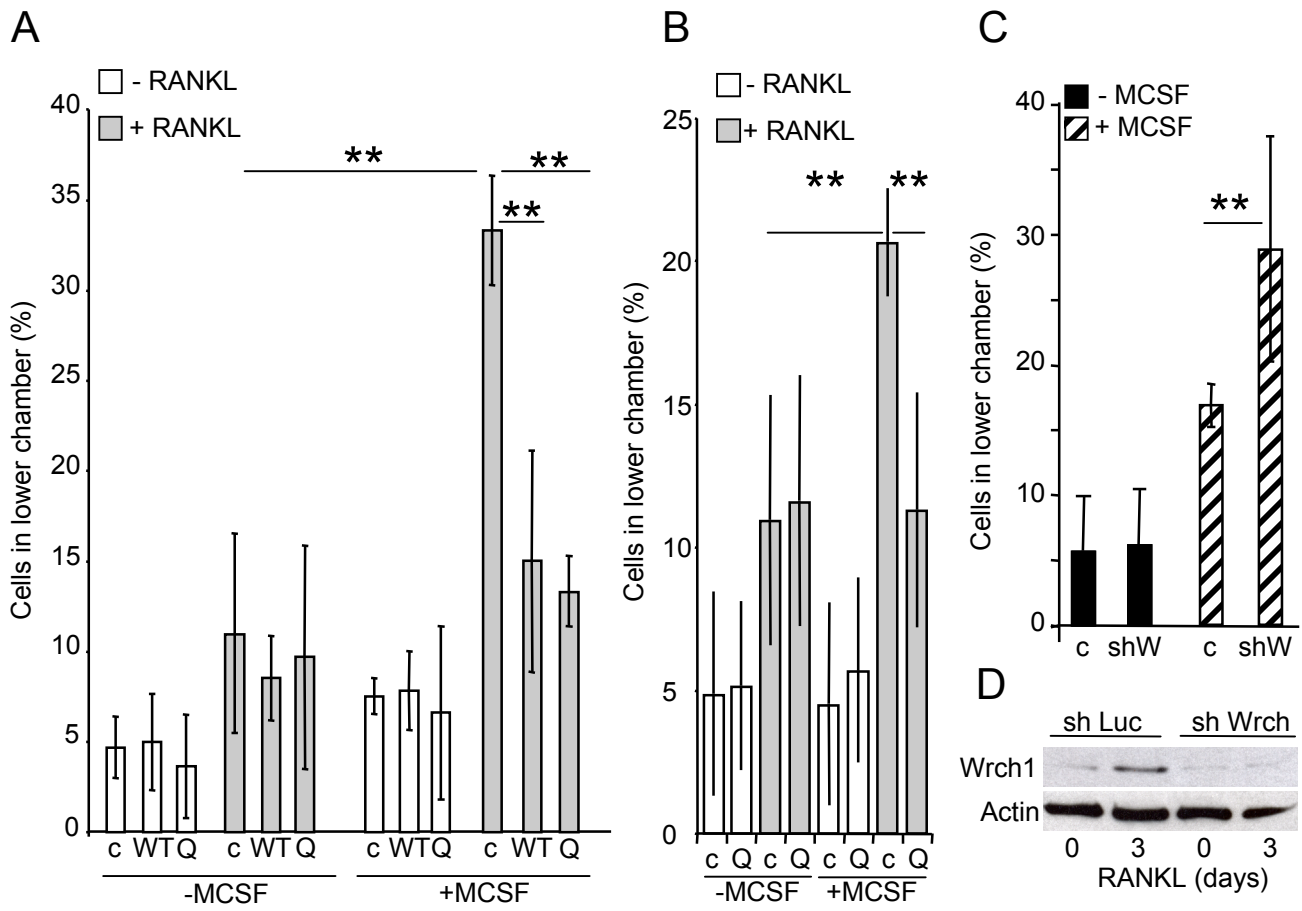 A
- RANKL
+ RANKL
Cells in lower chamber (%)
40
35
30
25
20
15
10
5
0
**
**
**
c WT Q c WT Q c WT Q c WT Q
-MCSF +MCSF
B
- RANKL
+ RANKL
Cells in lower chamber (%)
25
20
15
10
5
0
** **
c Q c Q c Q c Q
-MCSF +MCSF
C
- MCSF
+ MCSF
Cells in lower chamber (%)
40
30
20
10
0
**
c shW c shW
D
sh Luc sh Wrch
Wrch1
Actin
0 3 0 3
RANKL (days)